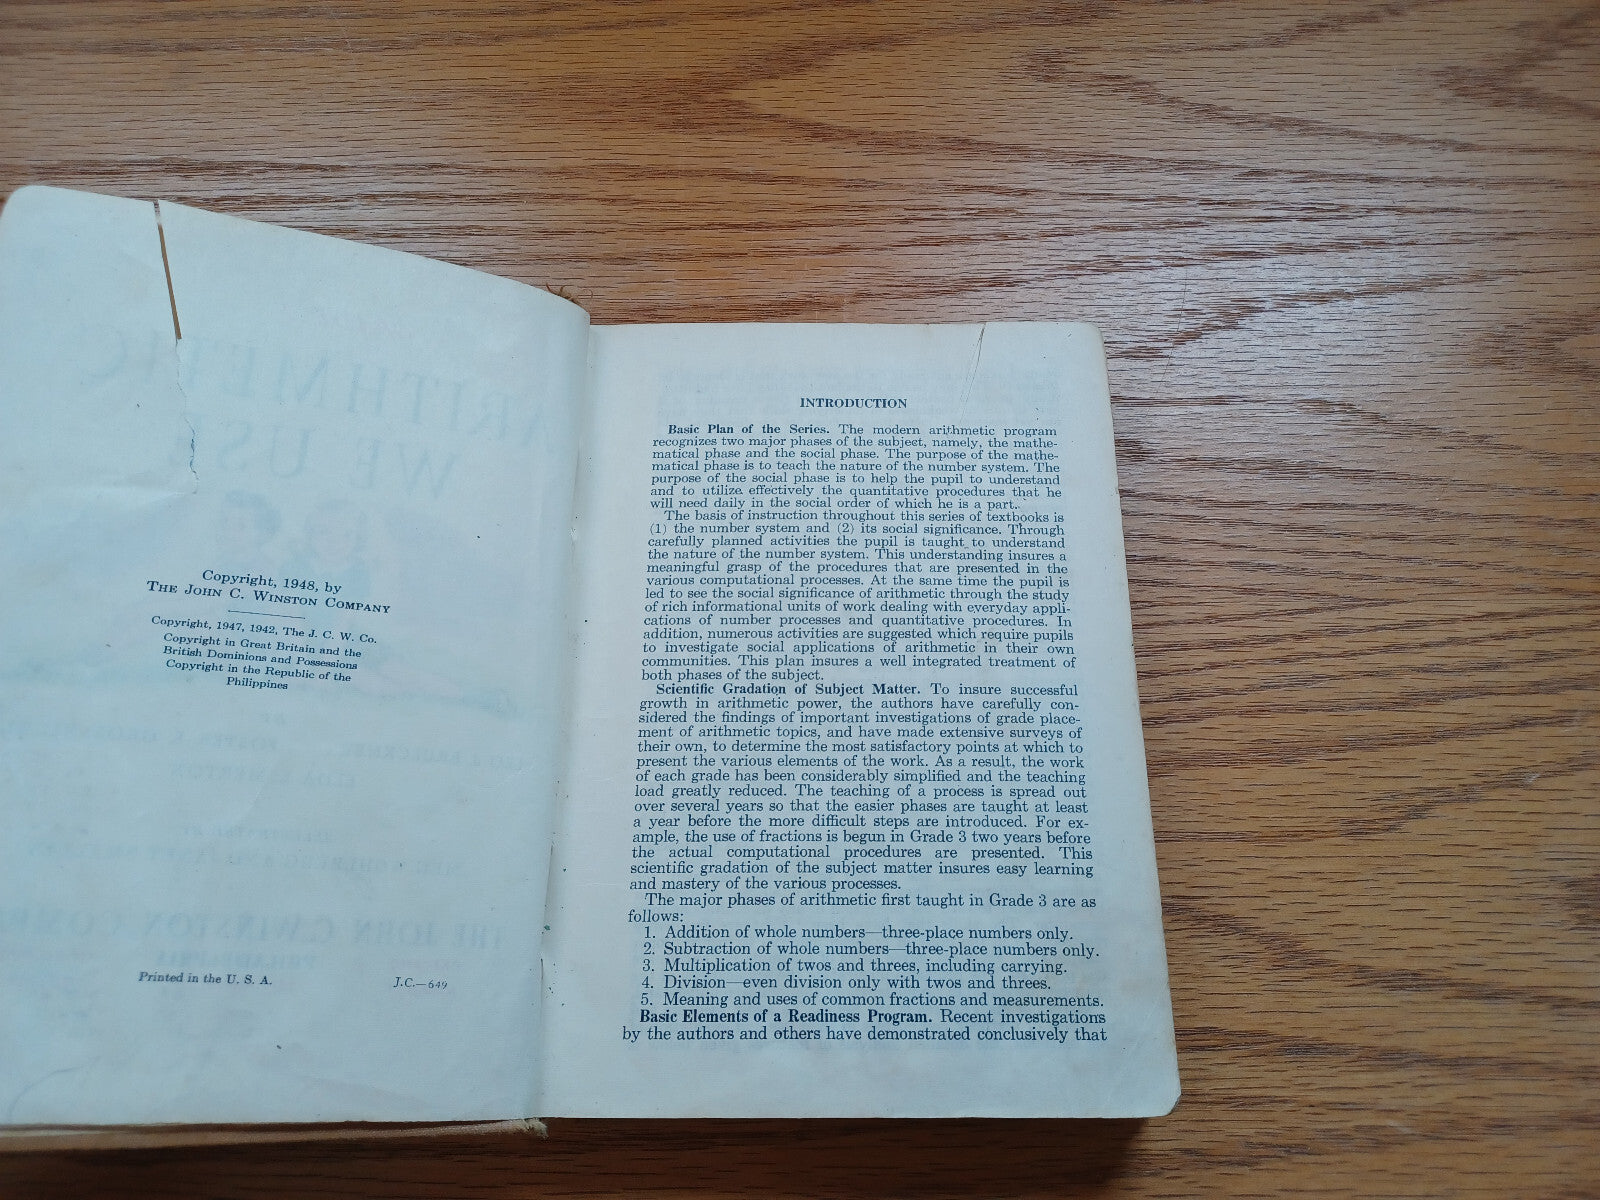 Copyright, 1948, by
THE JOHN C. WINSTON COMPANY
Copyright, 1947, 1942, The J. C. W. Co.
Copyright in Great Britain and the
British Dominions and Possessions
Copyright in the Republic of the
Philippines
Printed in the U. S. A.
J.C.—649
INTRODUCTION
Basic Plan of the Series. The modern arithmetic program
recognizes two major phases of the subject, namely, the mathe-
matical phase and the social phase. The purpose of the mathe-
matical phase is to teach the nature of the number system. The
purpose of the social phase is to help the pupil to understand
and to utilize effectively the quantitative procedures that he
will need daily in the social order of which he is a part.
The basis of instruction throughout this series of textbooks is
(1) the number system and (2) its social significance. Through
carefully planned activities the pupil is taught to understand
the nature of the number system. This understanding insures a
meaningful grasp of the procedures that are presented in the
various computational processes. At the same time the pupil is
led to see the social significance of arithmetic through the study
of rich informational units of work dealing with everyday appli-
cations of number processes and quantitative procedures. In
addition, numerous activities are suggested which require pupils
to investigate social applications of arithmetic in their own
communities. This plan insures a well integrated treatment of
both phases of the subject.
Scientific Gradation of Subject Matter. To insure successful
growth in arithmetic power, the authors have carefully con-
sidered the findings of important investigations of grade place-
ment of arithmetic topics, and have made extensive surveys of
their own, to determine the most satisfactory points at which to
present the various elements of the work. As a result, the work
of each grade has been considerably simplified and the teaching
load greatly reduced. The teaching of a process is spread out
over several years so that the easier phases are taught at least
a year before the more difficult steps are introduced. For ex-
ample, the use of fractions is begun in Grade 3 two years before
the actual computational procedures are presented. This
scientific gradation of the subject matter insures easy learning
and mastery of the various processes.
The major phases of arithmetic first taught in Grade 3 are as
follows:
1. Addition of whole numbers—three-place numbers only.
2. Subtraction of whole numbers—three-place numbers only.
3. Multiplication of twos and threes, including carrying.
4. Division—even division only with twos and threes.
5. Meaning and uses of common fractions and measurements.
Basic Elements of a Readiness Program. Recent investigations
by the authors and others have demonstrated conclusively that